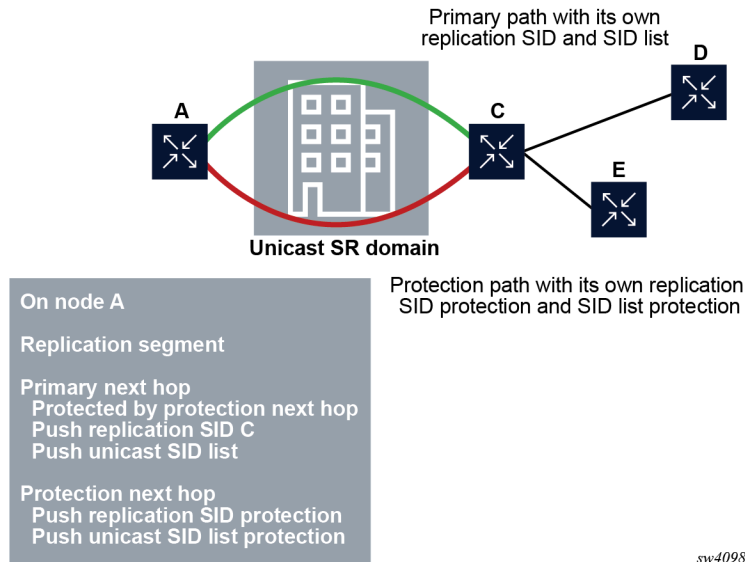 Primary path with its own
replication SID and SID list
D
A
C
E
Unicast SR domain
Protection path with its own replication
SID protection and SID list protection
On node A
Replication segment
Primary next hop
Protected by protection next hop
Push replication SID C
Push unicast SID list
Protection next hop
Push replication SID protection
Push unicast SID list protection
sw4098